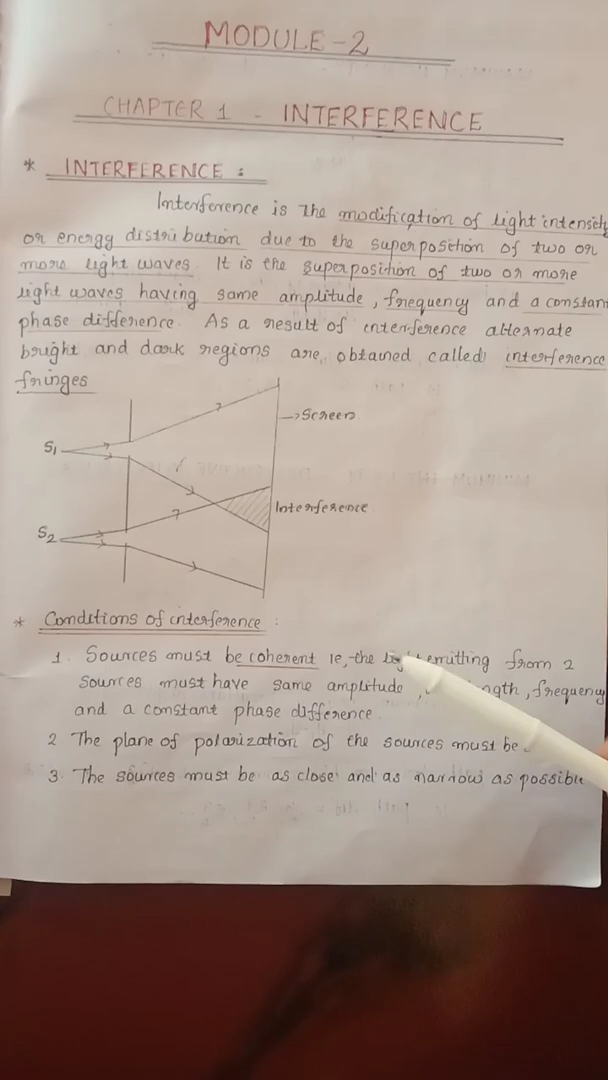 MODULE-2
CHAPTER 1 - INTERFERENCE
* INTERFERENCE :
Interference is the modification of light intensity
or energy distribution due to the superposition of two or
more light waves. It is the superposition of two or more
light waves having same amplitude, frequency and a constant
phase difference. As a result of interference alternate
bright and dark regions are obtained called interference
fringes
S1
→Screen
Interference
S2
* Conditions of interference :
1. Sources must be coherent ie, the emitting from 2
sources must have same amplitude, , frequency
and a constant phase difference.
2 The plane of polarization of the sources must be
3. The sources must be as close and as narrow as possible